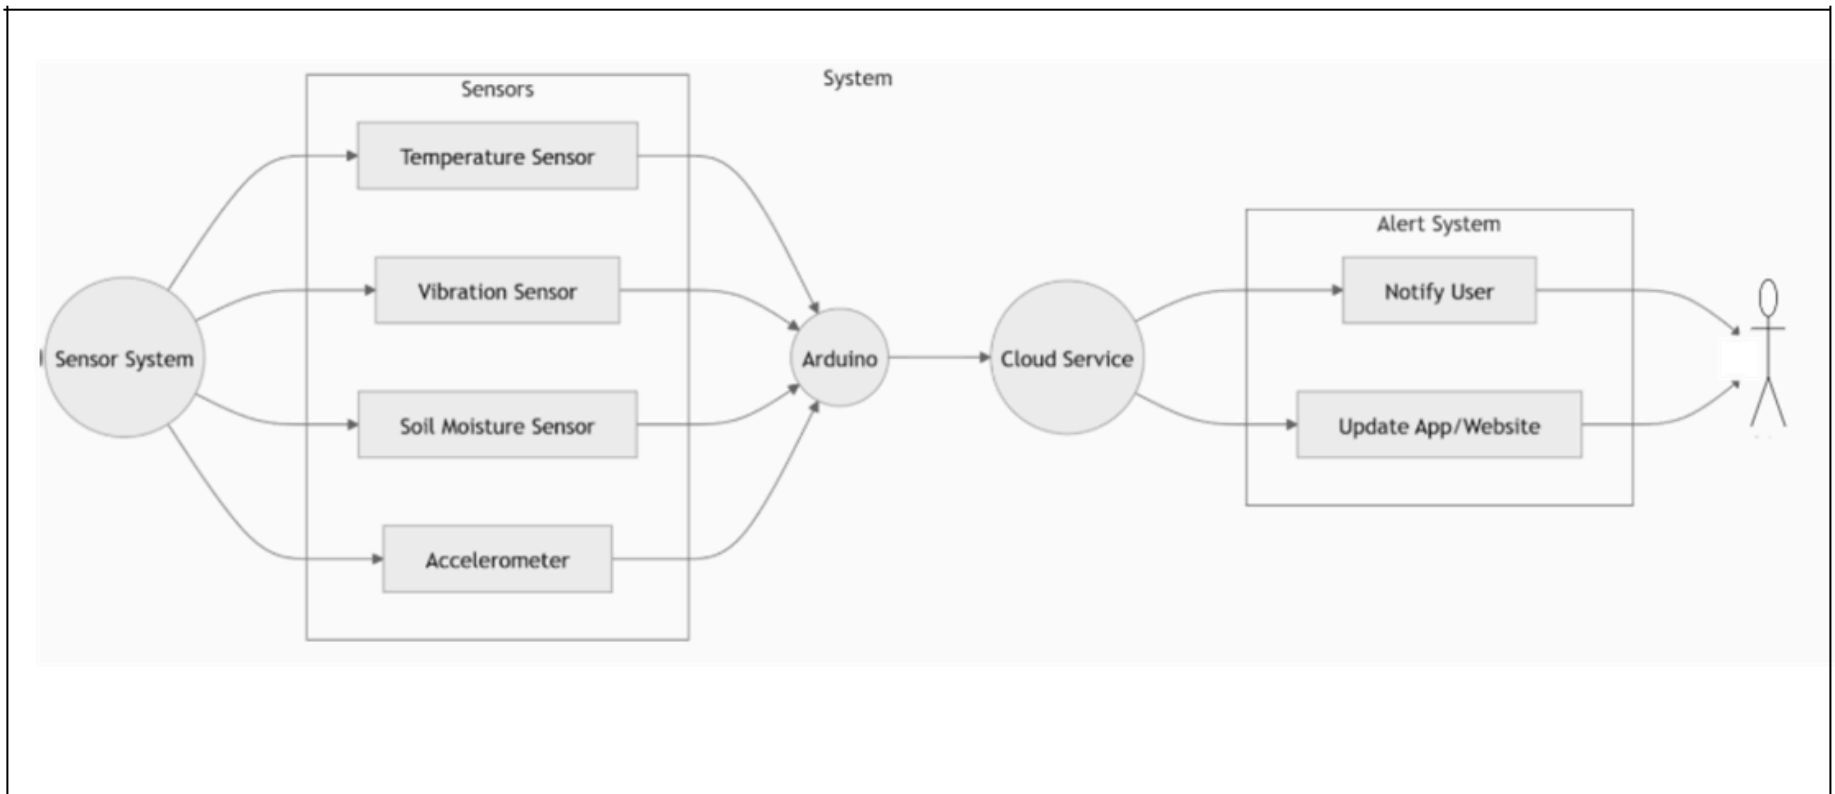 System
Sensors
Temperature Sensor
Vibration Sensor
Sensor System
Soil Moisture Sensor
Accelerometer
Arduino
Cloud Service
Alert System
Notify User
Update App/Website